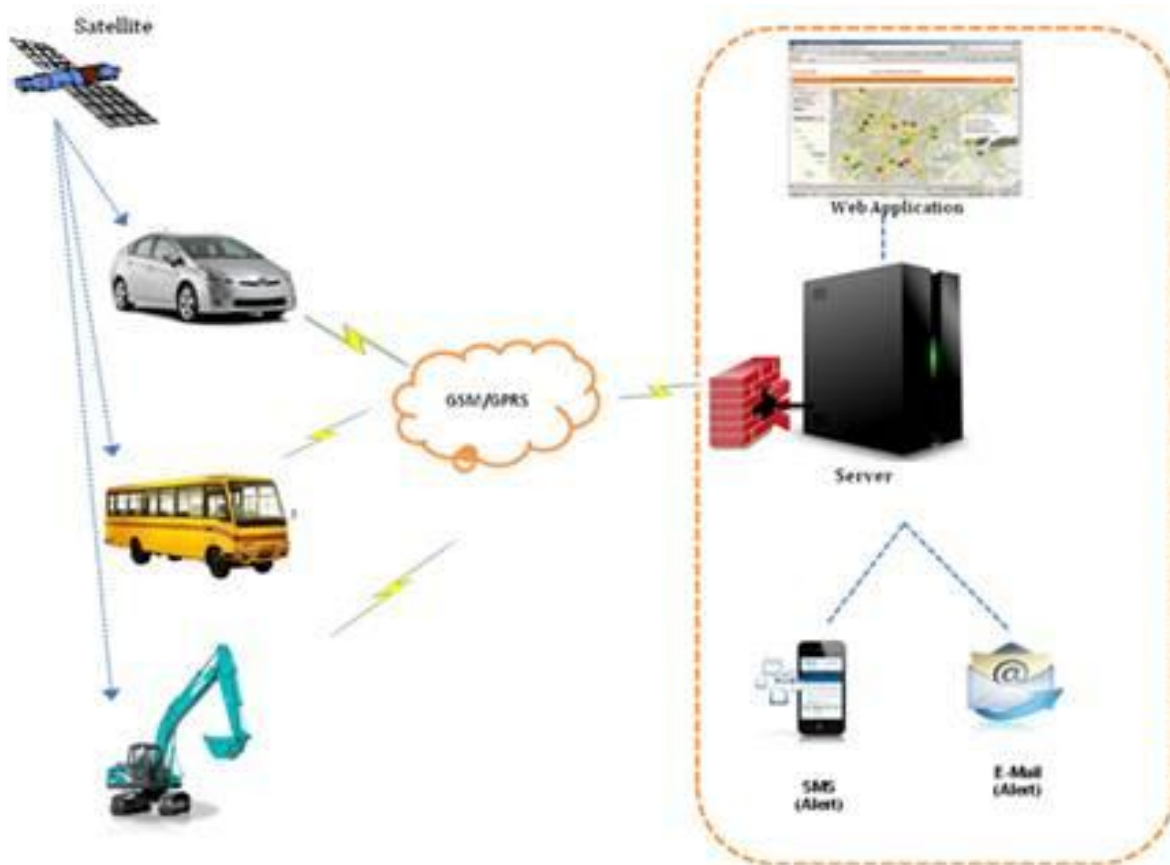 Satellite
Web Application
GSM/GPRS
Server
SMS
(Alert)
E-Mail
(Alert)